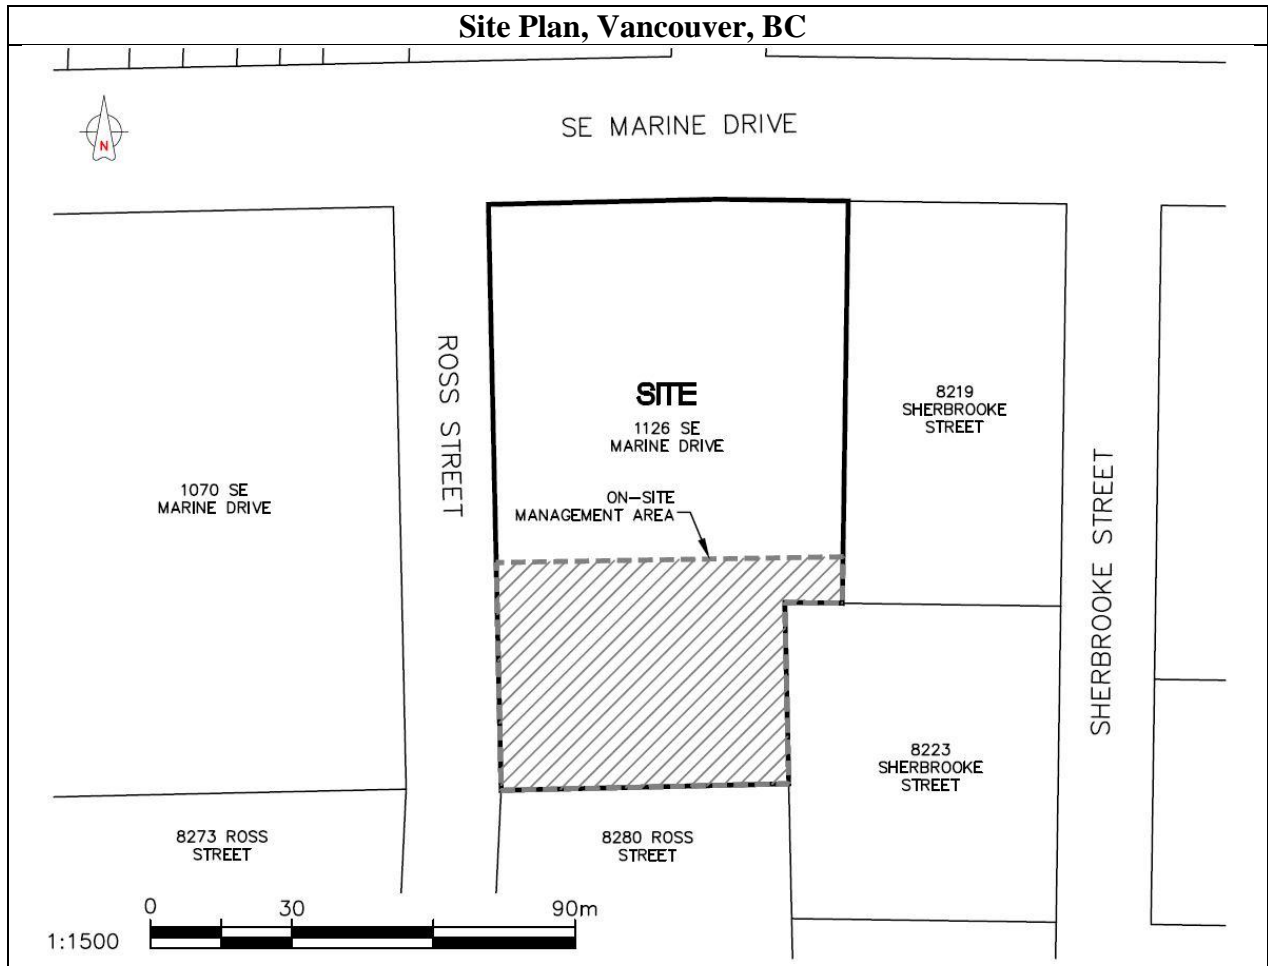 Site Plan, Vancouver, BC
SE MARINE DRIVE
N
ROSS STREET
SITE
1126 SE
MARINE DRIVE
8219
SHERBROOKE
STREET
1070 SE
MARINE DRIVE
ON-SITE
MANAGEMENT AREA
SHERBROOKE STREET
8223
SHERBROOKE
STREET
8273 ROSS
STREET
8280 ROSS
STREET
0 30 90m
1:1500